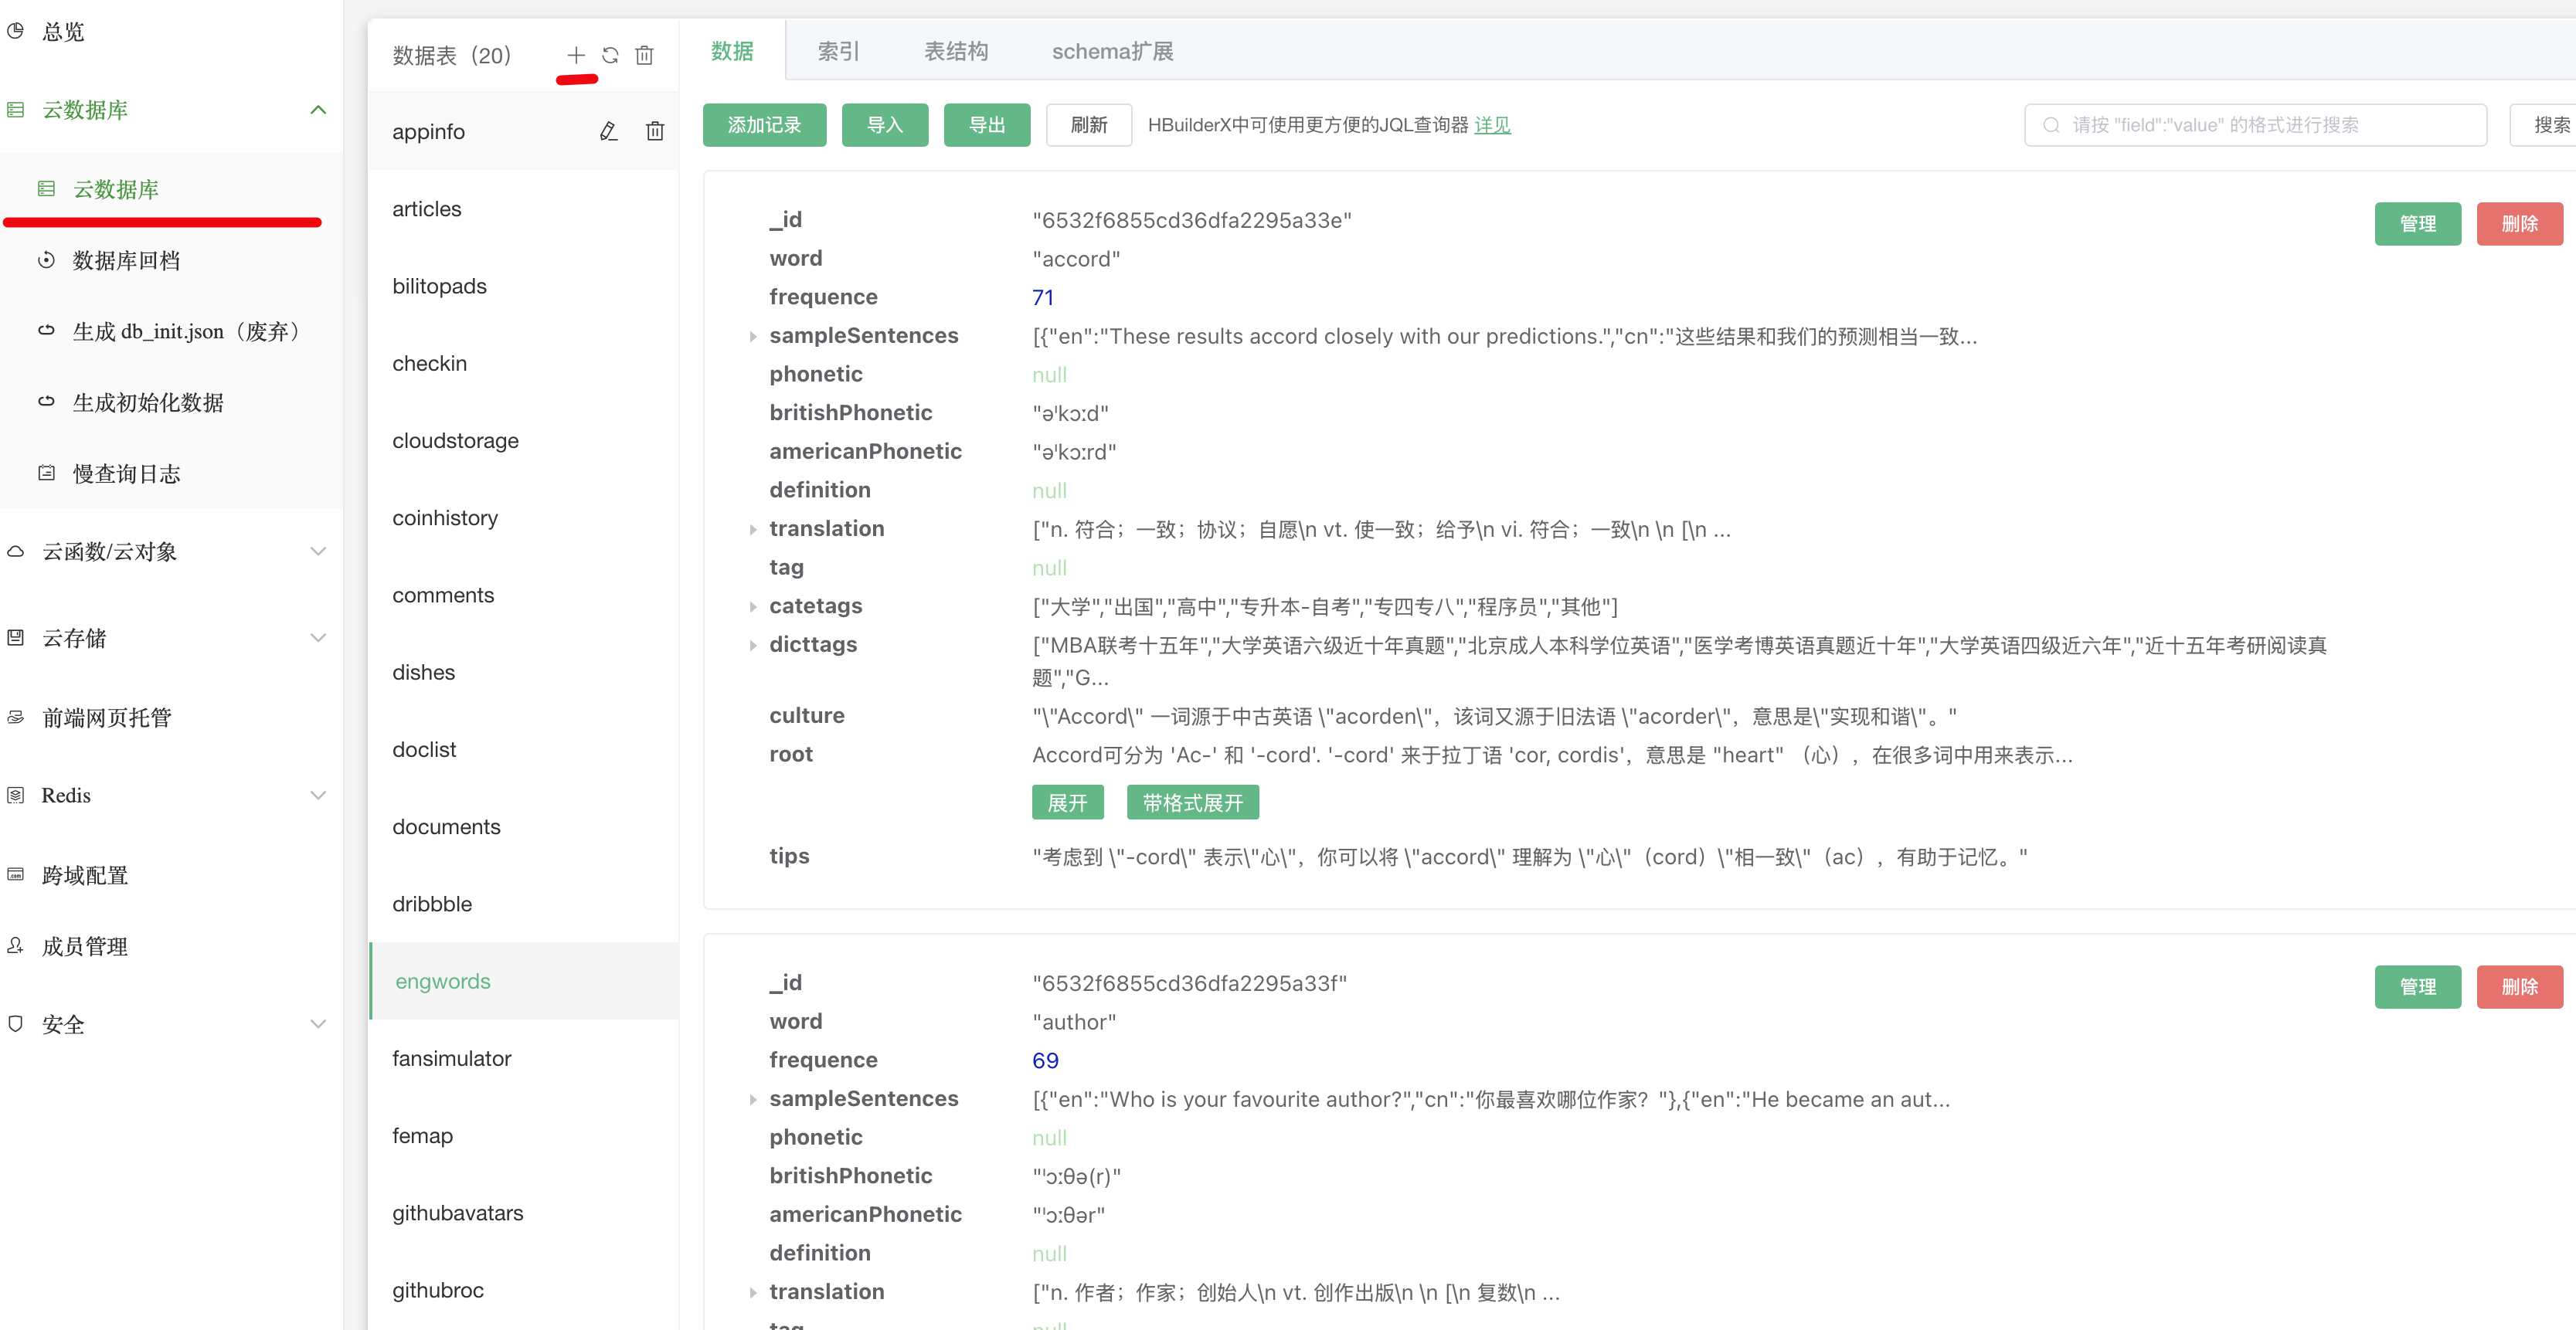 总览
云数据库
云数据库
数据库回档
生成 db_init.json（废弃）
生成初始化数据
慢查询日志
云函数/云对象
云存储
前端网页托管
Redis
跨域配置
成员管理
安全
数据表（20）
appinfo
articles
bilitopads
checkin
cloudstorage
coinhistory
comments
dishes
doclist
documents
dribbble
engwords
fansimulator
femap
githubavatars
githubroc
数据 索引 表结构 schema扩展
添加记录 导入 导出 刷新 HBuilderX中可使用更方便的JQL查询器 详见 请按 "field":"value" 的格式进行搜索 搜索
_id "6532f6855cd36dfa2295a33e" 管理 删除
word "accord"
frequence 71
sampleSentences [{"en":"These results accord closely with our predictions.","cn":"这些结果和我们的预测相当一致...
phonetic null
britishPhonetic "əˈkɔːd"
americanPhonetic "əˈkɔːrd"
definition null
translation ["n. 符合；一致；协议；自愿\n vt. 使一致；给予\n vi. 符合；一致\n \n [\n ...
tag null
catetags ["大学","出国","高中","专升本-自考","专四专八","程序员","其他"]
dicttags ["MBA联考十五年","大学英语六级近十年真题","北京成人本科学位英语","医学考博英语真题近十年","大学英语四级近六年","近十五年考研阅读真
题","G...
culture "\"Accord\" 一词源于中古英语 \"acorden\"，该词又源于旧法语 \"acorder\"，意思是\"实现和谐\"。"
root Accord可分为 'Ac-' 和 '-cord'. '-cord' 来于拉丁语 'cor, cordis'，意思是 "heart" （心），在很多词中用来表示...
展开 带格式展开
tips "考虑到 \"-cord\" 表示\"心\"，你可以将 \"accord\" 理解为 \"心\"（cord）\"相一致\"（ac），有助于记忆。"
_id "6532f6855cd36dfa2295a33f" 管理 删除
word "author"
frequence 69
sampleSentences [{"en":"Who is your favourite author?","cn":"你最喜欢哪位作家？"},{"en":"He became an aut...
phonetic null
britishPhonetic "ˈɔːθə(r)"
americanPhonetic "ˈɔːθər"
definition null
translation ["n. 作者；作家；创始人\n vt. 创作出版\n \n [\n 复数\n ...
tag null